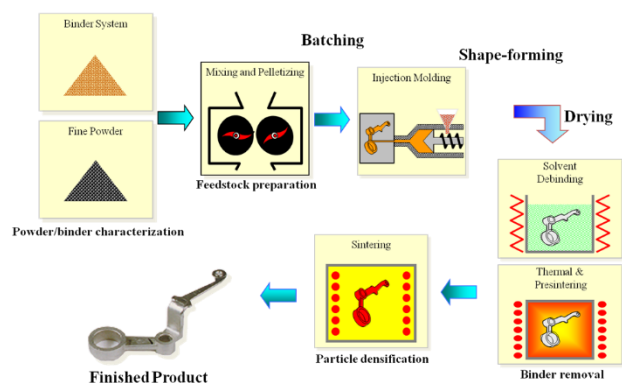 Binder System
Batching
Shape-forming
Mixing and Pelletizing
Injection Molding
Fine Powder
Drying
Feedstock preparation
Solvent
Debinding
Powder/binder characterization
Sintering
Thermal &
Presintering
Particle densification
Finished Product
Binder removal